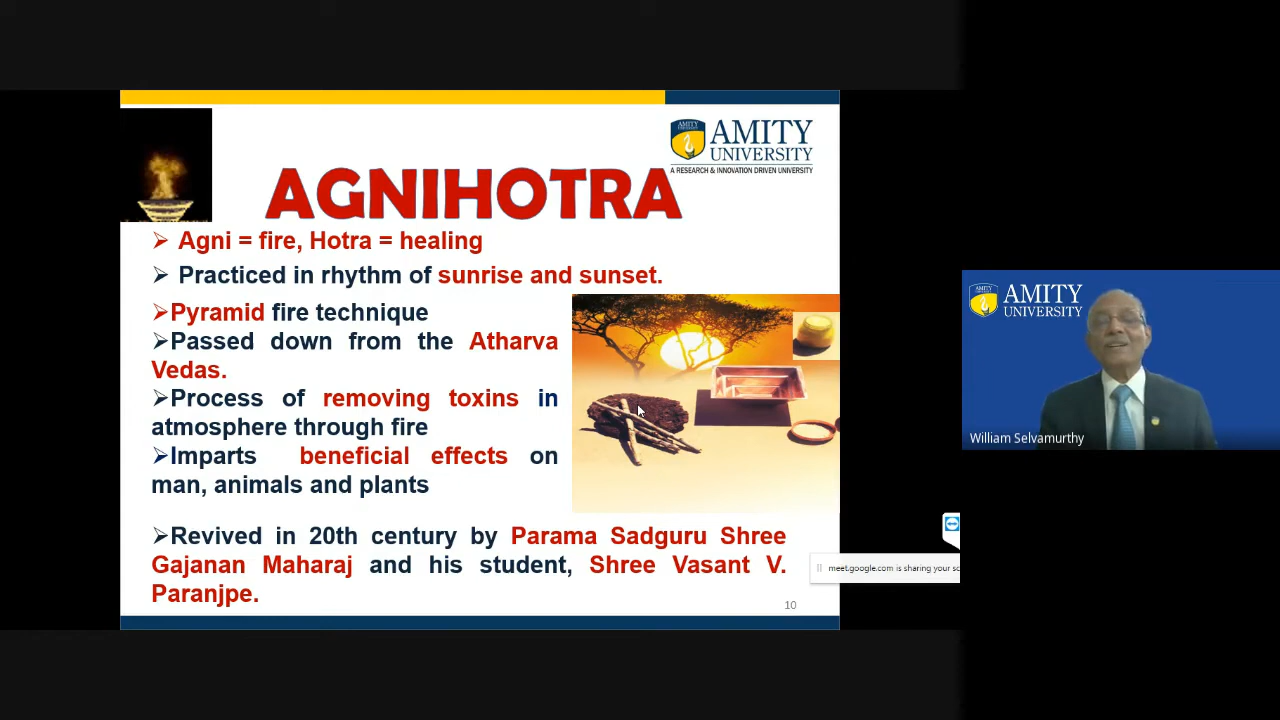 AMITY
UNIVERSITY
A RESEARCH & INNOVATION DRIVEN UNIVERSITY
AGNIHOTRA
➢ Agni = fire, Hotra = healing
➢ Practiced in rhythm of sunrise and sunset.
➢Pyramid fire technique
➢Passed down from the Atharva
Vedas.
➢Process of removing toxins in
atmosphere through fire
➢Imparts beneficial effects on
man, animals and plants
➢Revived in 20th century by Parama Sadguru Shree
Gajanan Maharaj and his student, Shree Vasant V.
Paranjpe.
10
meet.google.com is sharing your sc
AMITY
AMITY
UNIVERSITY
William Selvamurthy